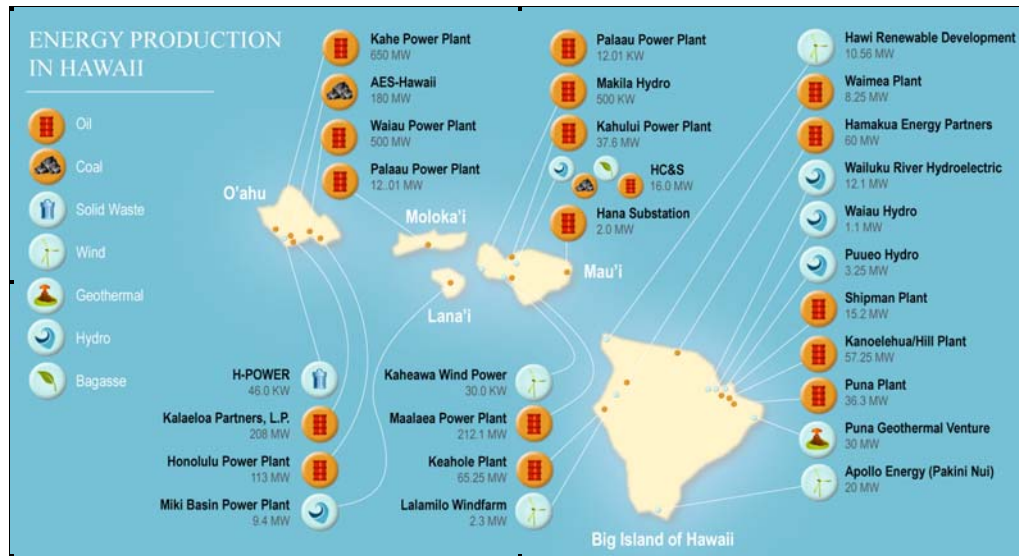 ENERGY PRODUCTION
IN HAWAII
Oil
Coal
Solid Waste
Wind
Geothermal
Hydro
Bagasse
Kahe Power Plant
650 MW
AES-Hawaii
180 MW
Waiau Power Plant
500 MW
Palaau Power Plant
12..01 MW
O'ahu
Moloka'i
Lana'i
Mau'i
Big Island of Hawaii
Palaau Power Plant
12.01 KW
Makila Hydro
500 KW
Kahului Power Plant
37.6 MW
HC&S
16.0 MW
Hana Substation
2.0 MW
Hawi Renewable Development
10.56 MW
Waimea Plant
8.25 MW
Hamakua Energy Partners
60 MW
Wailuku River Hydroelectric
12.1 MW
Waiau Hydro
1.1 MW
Puueo Hydro
3.25 MW
Shipman Plant
15.2 MW
Kanoelehua/Hill Plant
57.25 MW
Puna Plant
36.3 MW
Puna Geothermal Venture
30 MW
Apollo Energy (Pakini Nui)
20 MW
H-POWER
46.0 KW
Kalaeloa Partners, L.P.
208 MW
Honolulu Power Plant
113 MW
Miki Basin Power Plant
9.4 MW
Kaheawa Wind Power
30.0 KW
Maalaea Power Plant
212.1 MW
Keahole Plant
65.25 MW
Lalamilo Windfarm
2.3 MW